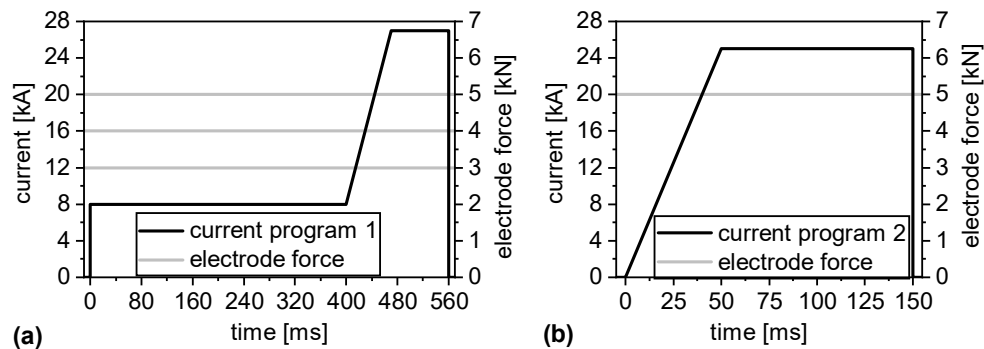 28
24
20
16
12
8
4
0
current [kA]
7
6
5
4
3
2
1
0
electrode force [kN]
current program 1
electrode force
0 80 160 240 320 400 480 560
time [ms]
(a)
28
24
20
16
12
8
4
0
current [kA]
7
6
5
4
3
2
1
0
electrode force [kN]
current program 2
electrode force
0 25 50 75 100 125 150
time [ms]
(b)